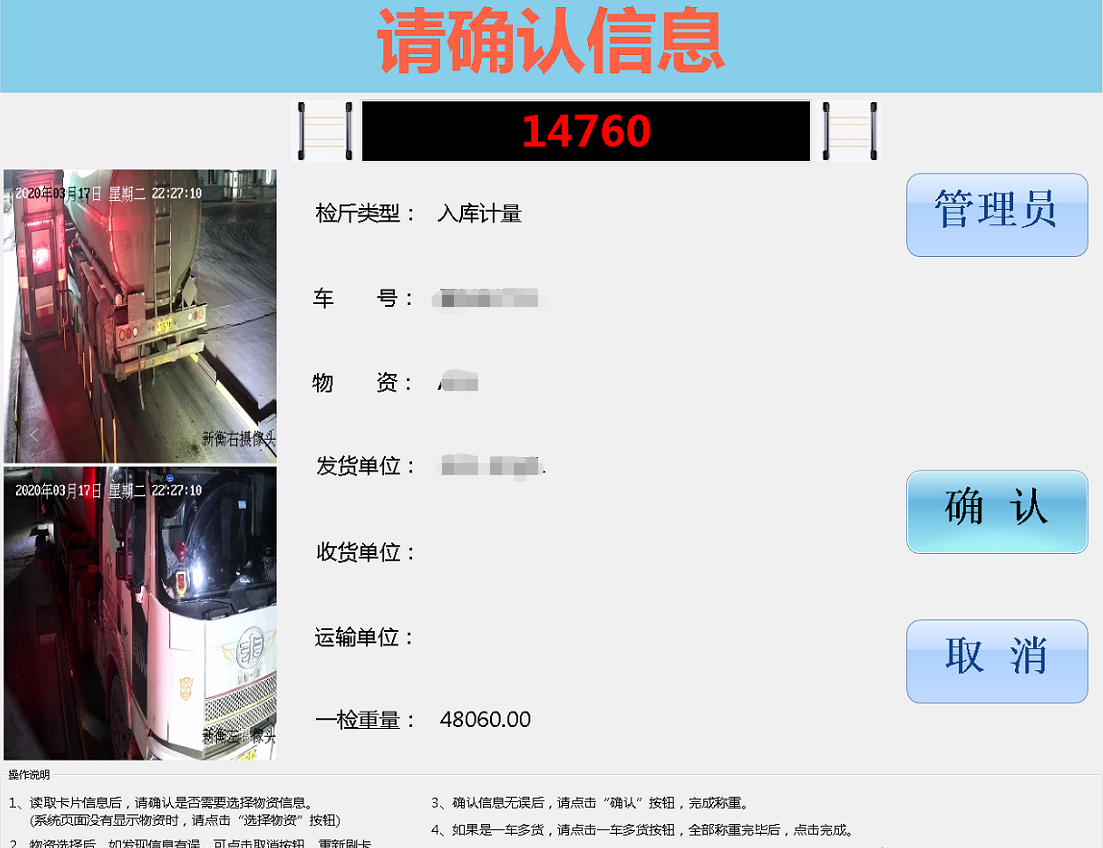 请确认信息
14760
2020年03月17日 星期二 22:27:10
新衡右摄像头
2020年03月17日 星期二 22:27:10
新衡左摄像头
检斤类型： 入库计量
车 号：
物 资：
发货单位：
收货单位：
运输单位：
一检重量： 48060.00
管理员
确 认
取 消
操作说明
1、读取卡片信息后，请确认是否需要选择物资信息。
(系统页面没有显示物资时，请点击“选择物资”按钮)
2、物资选择后，如发现信息有误，可点击取消按钮，重新刷卡
3、确认信息无误后，请点击“确认”按钮，完成称重。
4、如果是一车多货，请点击一车多货按钮，全部称重完毕后，点击完成。